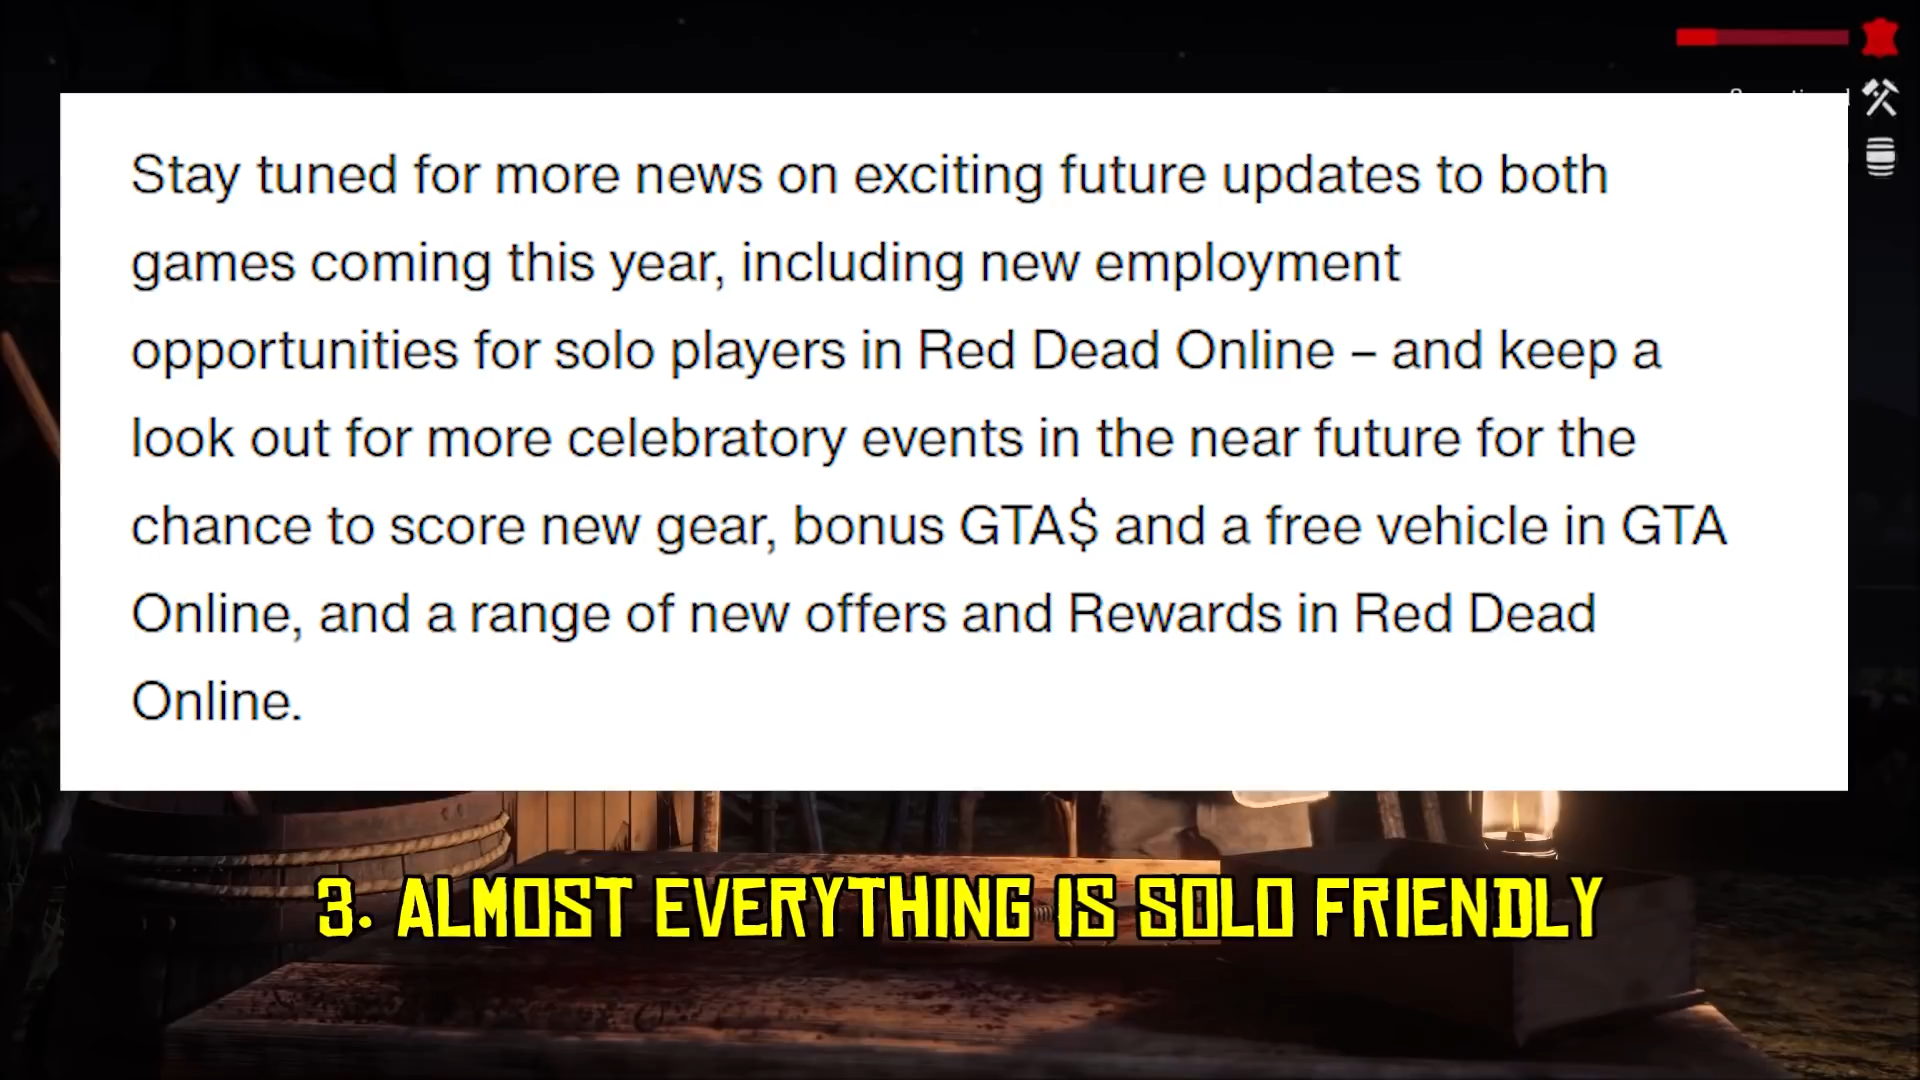 Stay tuned for more news on exciting future updates to both
games coming this year, including new employment
opportunities for solo players in Red Dead Online – and keep a
look out for more celebratory events in the near future for the
chance to score new gear, bonus GTA$ and a free vehicle in GTA
Online, and a range of new offers and Rewards in Red Dead
Online.
3. ALMOST EVERYTHING IS SOLO FRIENDLY